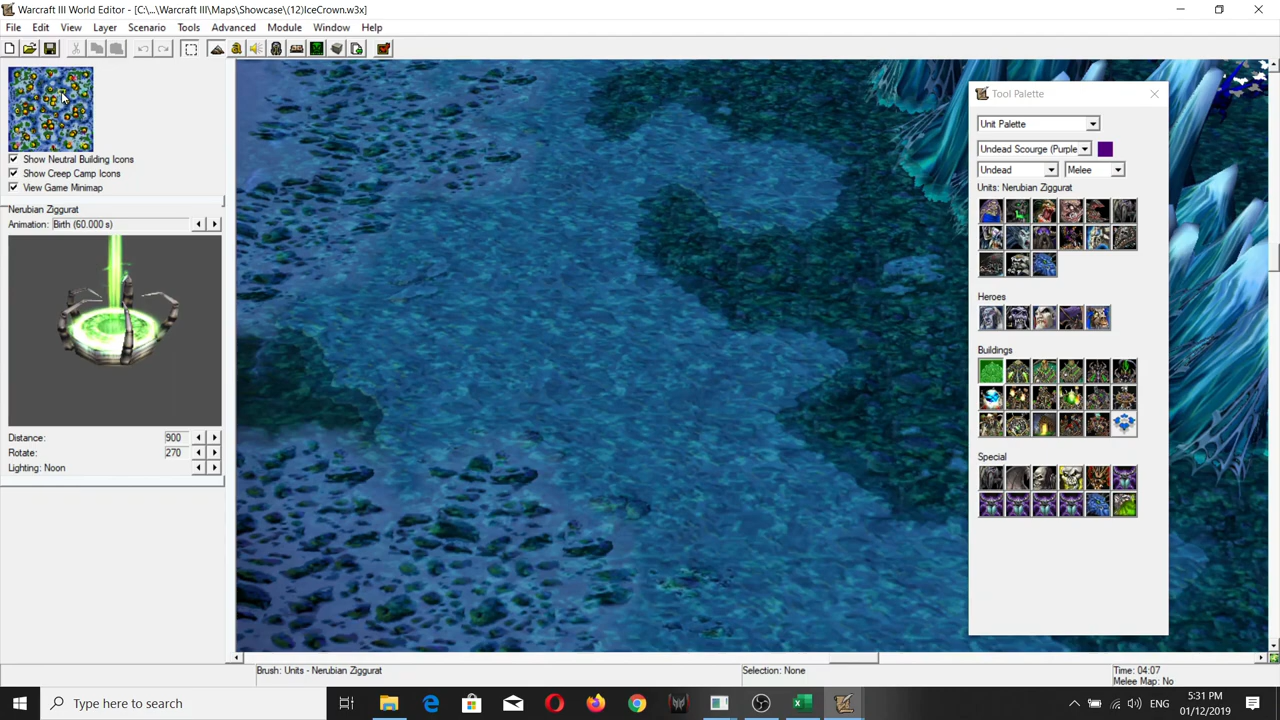 Warcraft III World Editor - [C:\...\Warcraft III\Maps\Showcase\(12)IceCrown.w3x]
File Edit View Layer Scenario Tools Advanced Module Window Help
Show Neutral Building Icons
Show Creep Camp Icons
View Game Minimap
Nerubian Ziggurat
Animation: Birth (60.000 s)
Distance: 900
Rotate: 270
Lighting: Noon
Tool Palette
Unit Palette
Undead Scourge (Purple
Undead Melee
Units: Nerubian Ziggurat
Heroes
Buildings
Special
Brush: Units - Nerubian Ziggurat
Selection: None
Time: 04:07
Melee Map: No
Type here to search
ENG
5:31 PM
01/12/2019